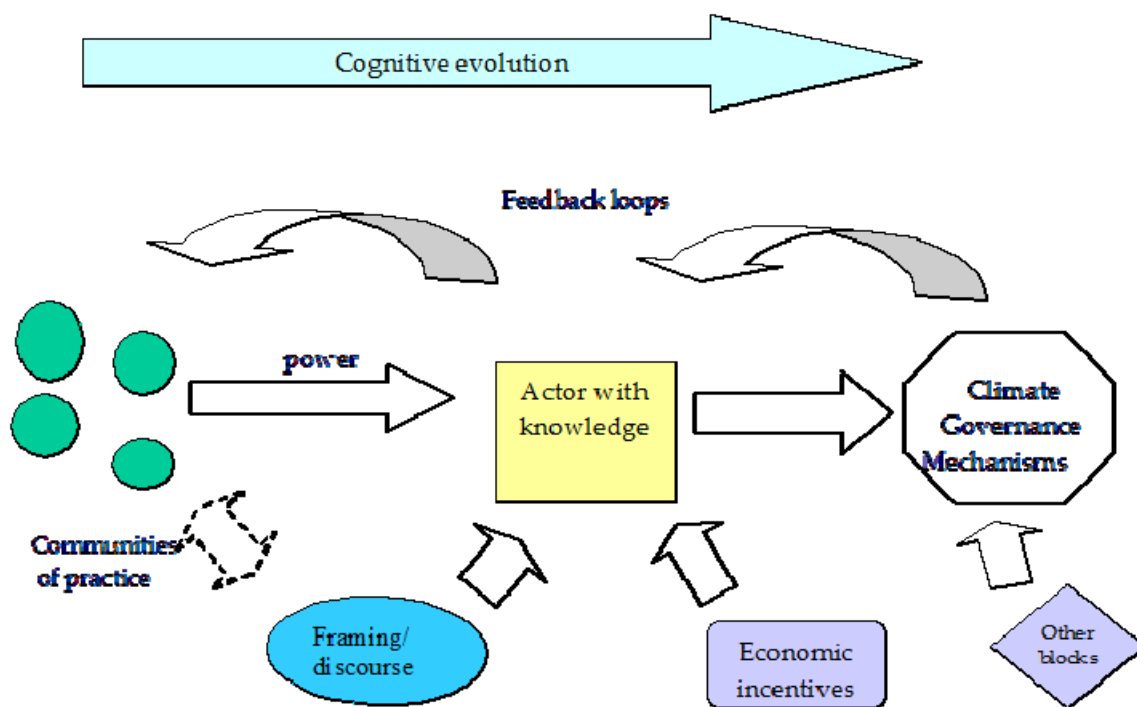 Cognitive evolution
Feedback loops
power
Actor with
knowledge
Climate
Governance
Mechanisms
Communities
of practice
Framing/
discourse
Economic
incentives
Other
blocks